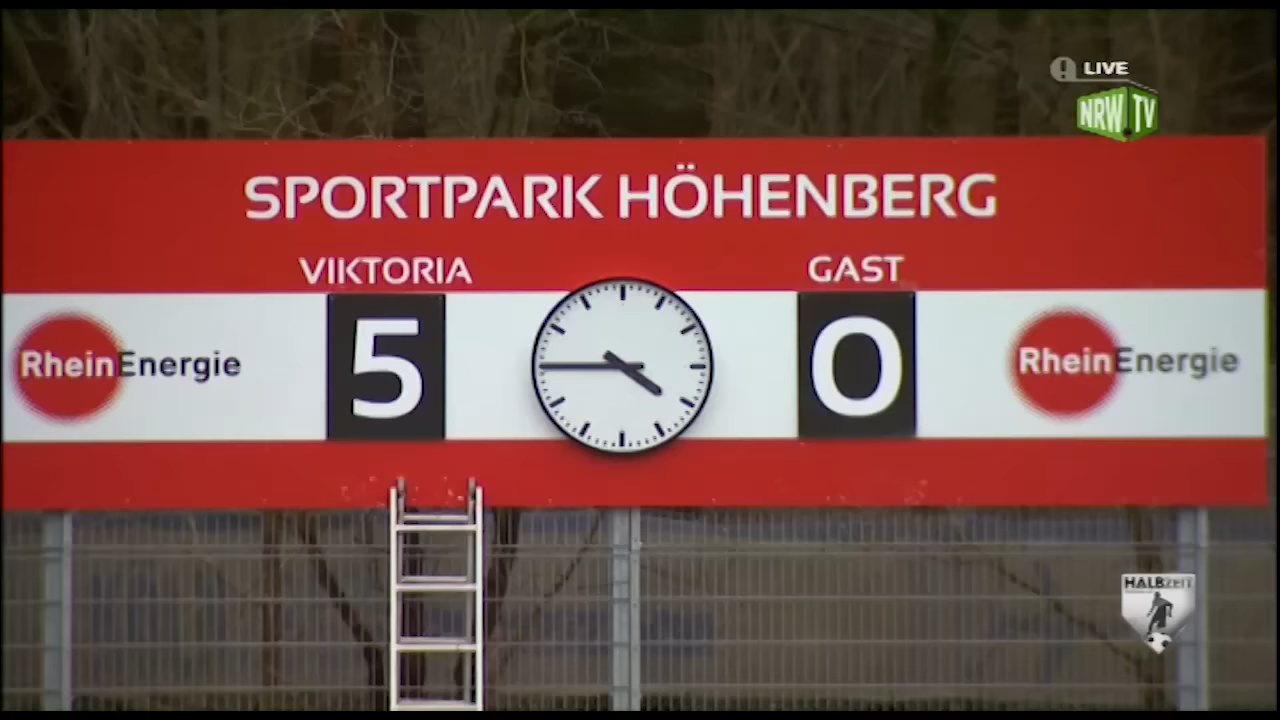 LIVE
NRW.TV
SPORTPARK HÖHENBERG
VIKTORIA
GAST
RheinEnergie
5
0
RheinEnergie
HALBZEIT